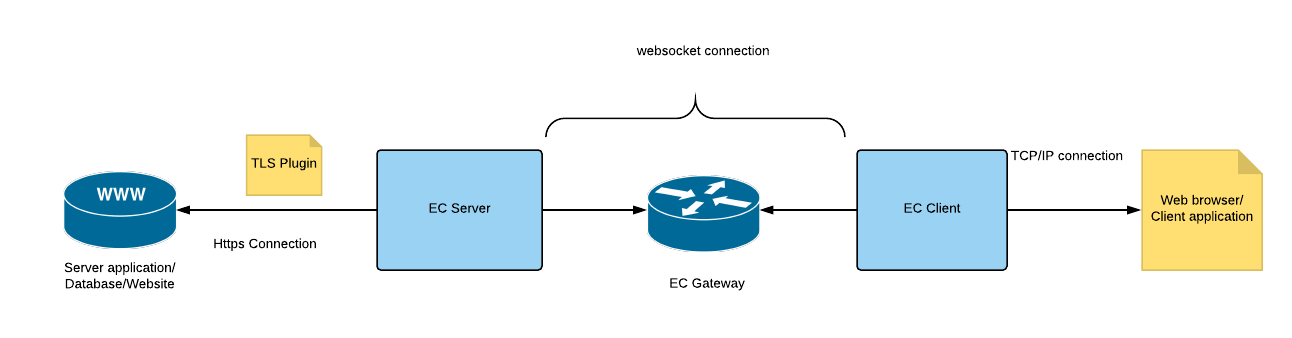 websocket connection
TLS Plugin
TCP/IP connection
WWW
EC Server
EC Client
Web browser/
Client application
Https Connection
Server application/
Database/Website
EC Gateway